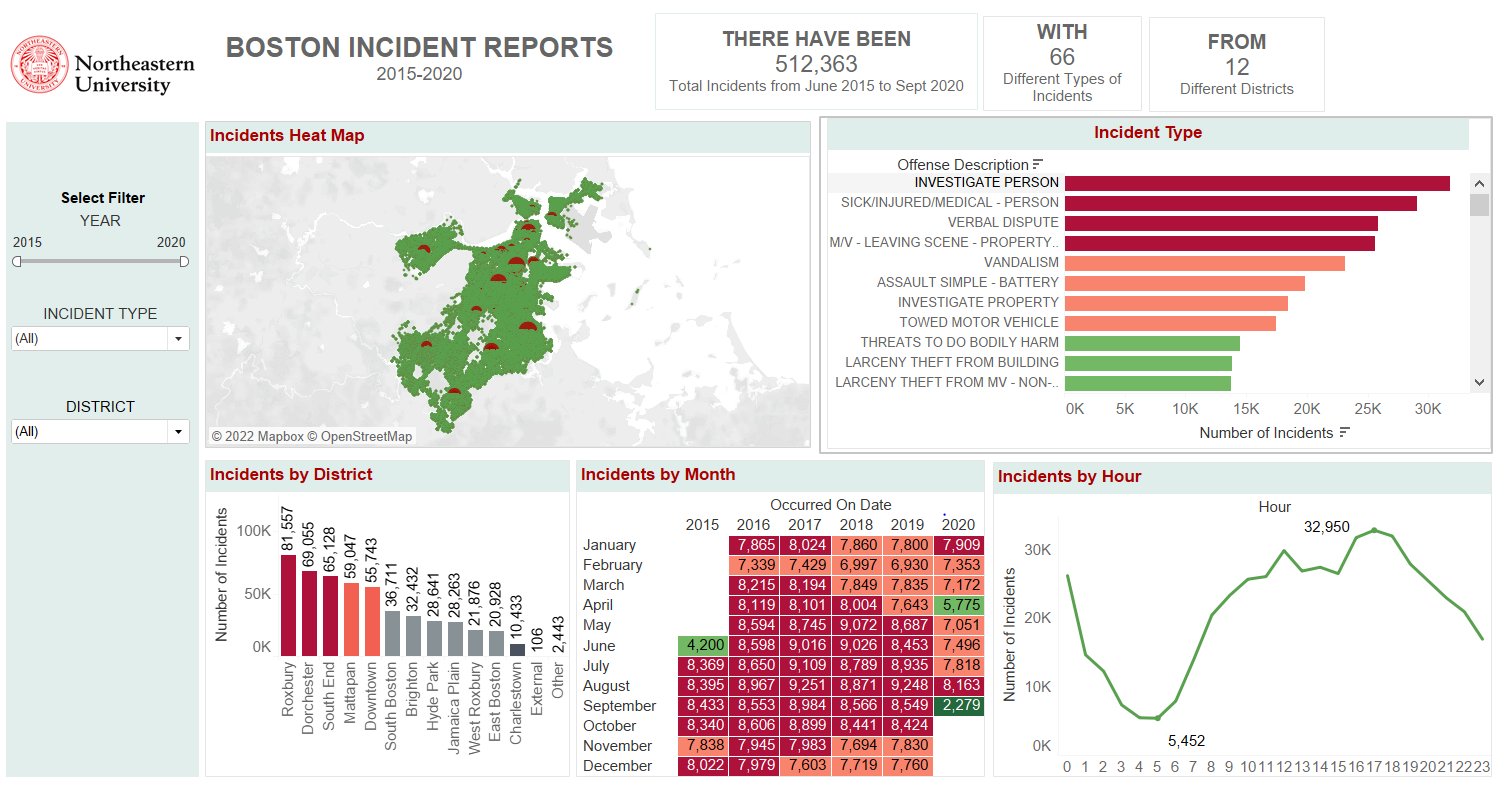 Northeastern
University
BOSTON INCIDENT REPORTS
2015-2020
THERE HAVE BEEN
512,363
Total Incidents from June 2015 to Sept 2020
WITH
66
Different Types of
Incidents
FROM
12
Different Districts
Select Filter
YEAR
2015 2020
INCIDENT TYPE
(All)
DISTRICT
(All)
Incidents Heat Map
© 2022 Mapbox © OpenStreetMap
Incident Type
Offense Description
INVESTIGATE PERSON
SICK/INJURED/MEDICAL - PERSON
VERBAL DISPUTE
M/V - LEAVING SCENE - PROPERTY..
VANDALISM
ASSAULT SIMPLE - BATTERY
INVESTIGATE PROPERTY
TOWED MOTOR VEHICLE
THREATS TO DO BODILY HARM
LARCENY THEFT FROM BUILDING
LARCENY THEFT FROM MV - NON-..
0K 5K 10K 15K 20K 25K 30K
Number of Incidents
Incidents by District
Number of Incidents
100K
50K
0K
81,557 69,055 65,128 59,047 55,743 36,711 32,432 28,641 28,263 21,876 20,928 10,433 106 2,443
Roxbury Dorchester South End Mattapan Downtown South Boston Brighton Hyde Park Jamaica Plain West Roxbury East Boston Charlestown External Other
Incidents by Month
Occurred On Date
2015 2016 2017 2018 2019 2020
January 7,865 8,024 7,860 7,800 7,909
February 7,339 7,429 6,997 6,930 7,353
March 8,215 8,194 7,849 7,835 7,172
April 8,119 8,101 8,004 7,643 5,775
May 8,594 8,745 9,072 8,687 7,051
June 4,200 8,598 9,016 9,026 8,453 7,496
July 8,369 8,650 9,109 8,789 8,935 7,818
August 8,395 8,967 9,251 8,871 9,248 8,163
September 8,433 8,553 8,984 8,566 8,549 2,279
October 8,340 8,606 8,899 8,441 8,424
November 7,838 7,945 7,983 7,694 7,830
December 8,022 7,979 7,603 7,719 7,760
Incidents by Hour
Hour
Number of Incidents
30K
20K
10K
0K
32,950
5,452
0 1 2 3 4 5 6 7 8 9 10 11 12 13 14 15 16 17 18 19 20 21 22 23